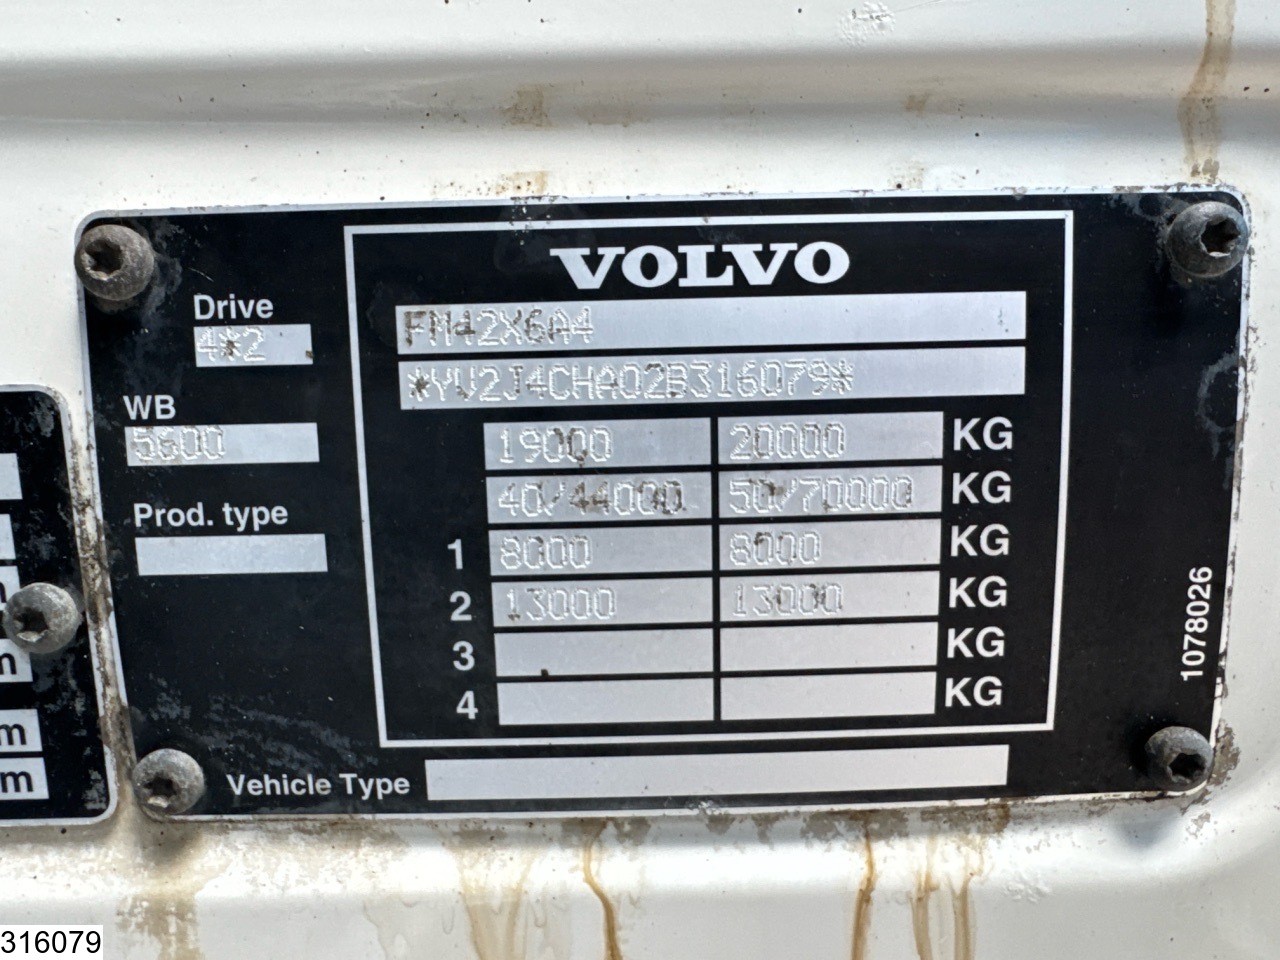 VOLVO
Drive
FM42X6A4
4*2
*YV2J4CHA02B316079*
WB
5600
19000 20000 KG
40/44000 50/70000 KG
Prod. type
1 8000 8000 KG
2 13000 13000 KG
3 KG
4 KG
Vehicle Type
1078026
m
m
m
316079